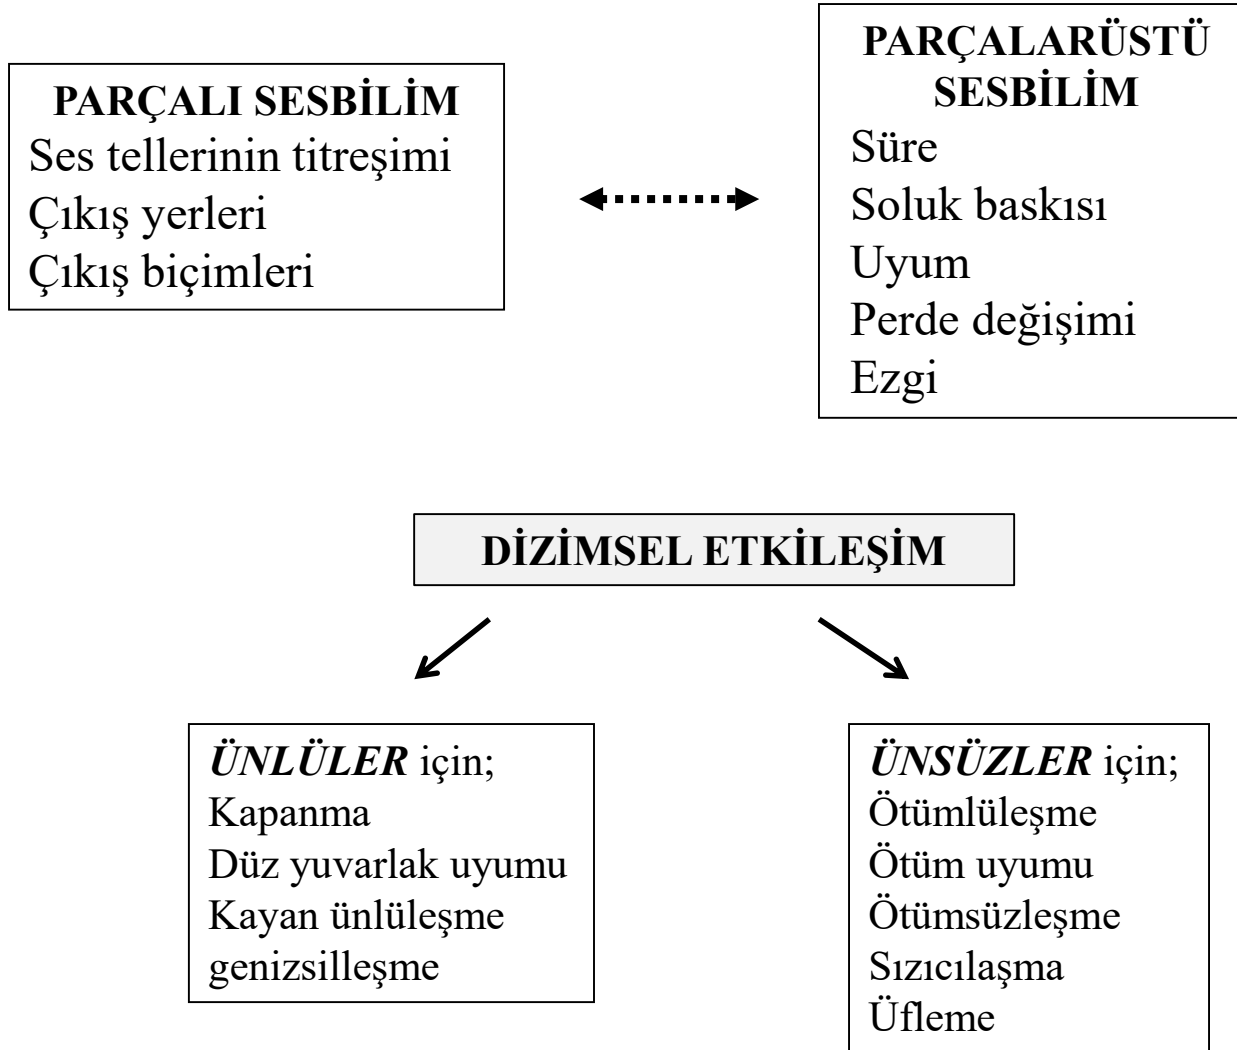 PARÇALI SESBİLİM
Ses tellerinin titreşimi
Çıkış yerleri
Çıkış biçimleri
PARÇALARÜSTÜ
SESBİLİM
Süre
Soluk baskısı
Uyum
Perde değişimi
Ezgi
DİZİMSEL ETKİLEŞİM
ÜNLÜLER için;
Kapanma
Düz yuvarlak uyumu
Kayan ünlüleşme
genizsilleşme
ÜNSÜZLER için;
Ötümlüleşme
Ötüm uyumu
Ötümsüzleşme
Sızıcılaşma
Üfleme